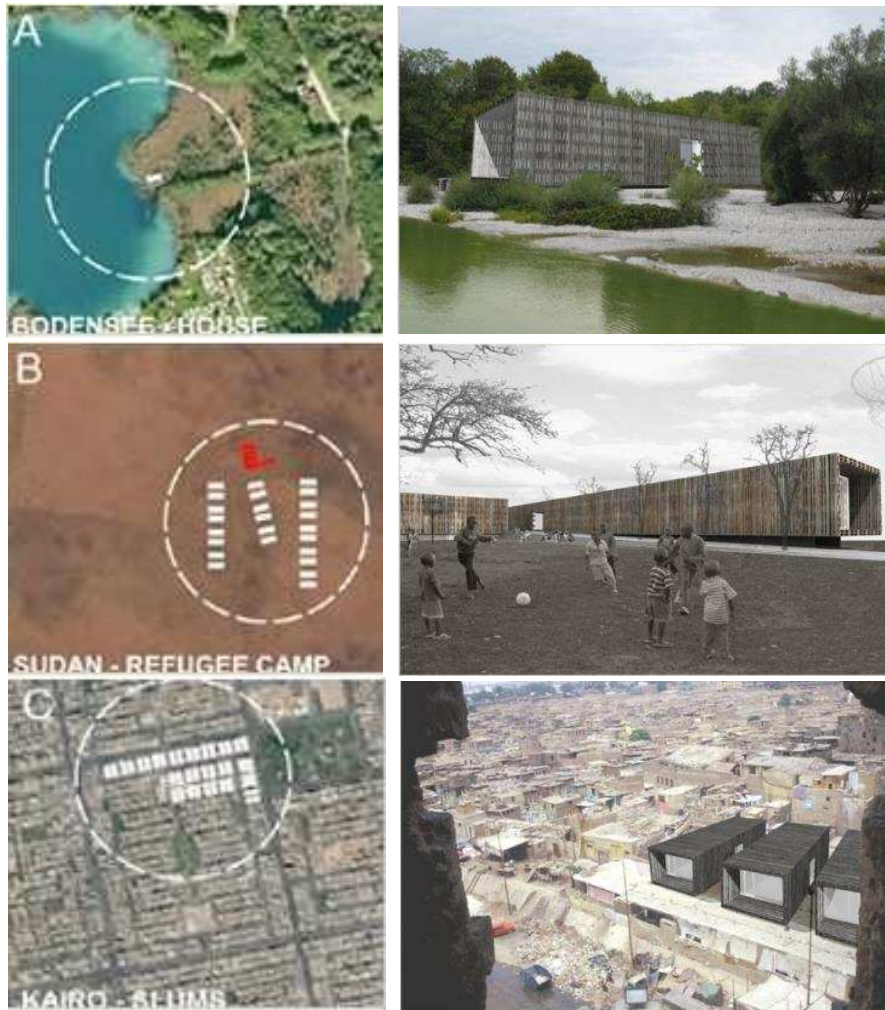 A
BODENSEE - HOUSE
B
SUDAN - REFUGEE CAMP
C
KAIRO - SLUMS